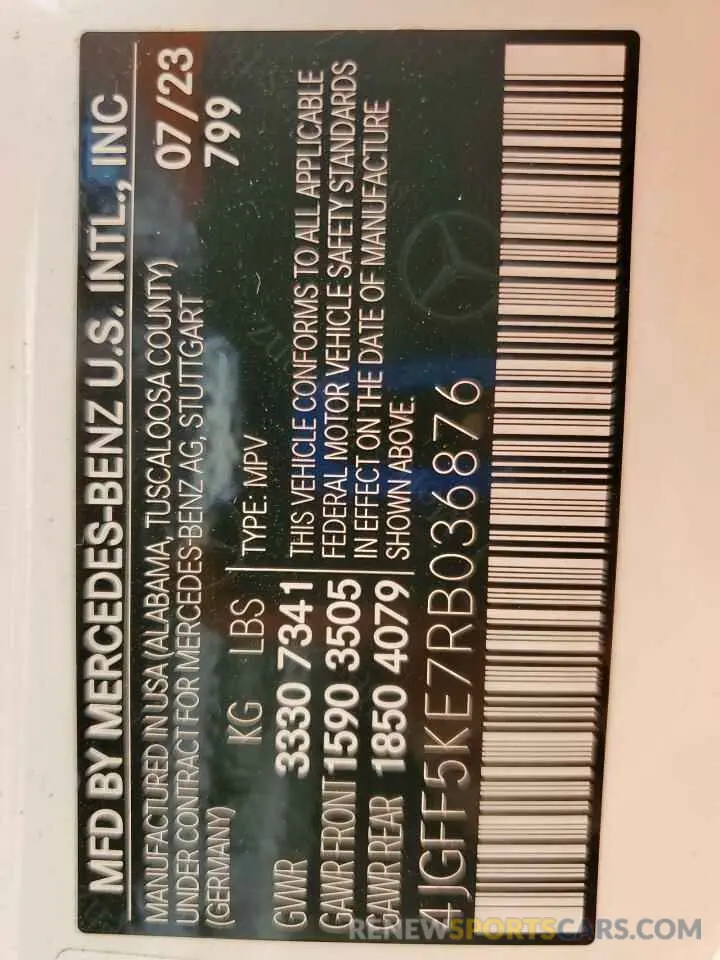 MFD BY MERCEDES-BENZ U.S. INTL., INC
MANUFACTURED IN USA (ALABAMA, TUSCALOOSA COUNTY) 07/23
UNDER CONTRACT FOR MERCEDES-BENZ AG, STUTTGART
(GERMANY) 799
KG LBS TYPE: MPV
GVWR 3330 7341 THIS VEHICLE CONFORMS TO ALL APPLICABLE
GAWR FRONT 1590 3505 FEDERAL MOTOR VEHICLE SAFETY STANDARDS
IN EFFECT ON THE DATE OF MANUFACTURE
GAWR REAR 1850 4079 SHOWN ABOVE.
4JGFF5KE7RB036876
RENEWSPORTSCARS.COM